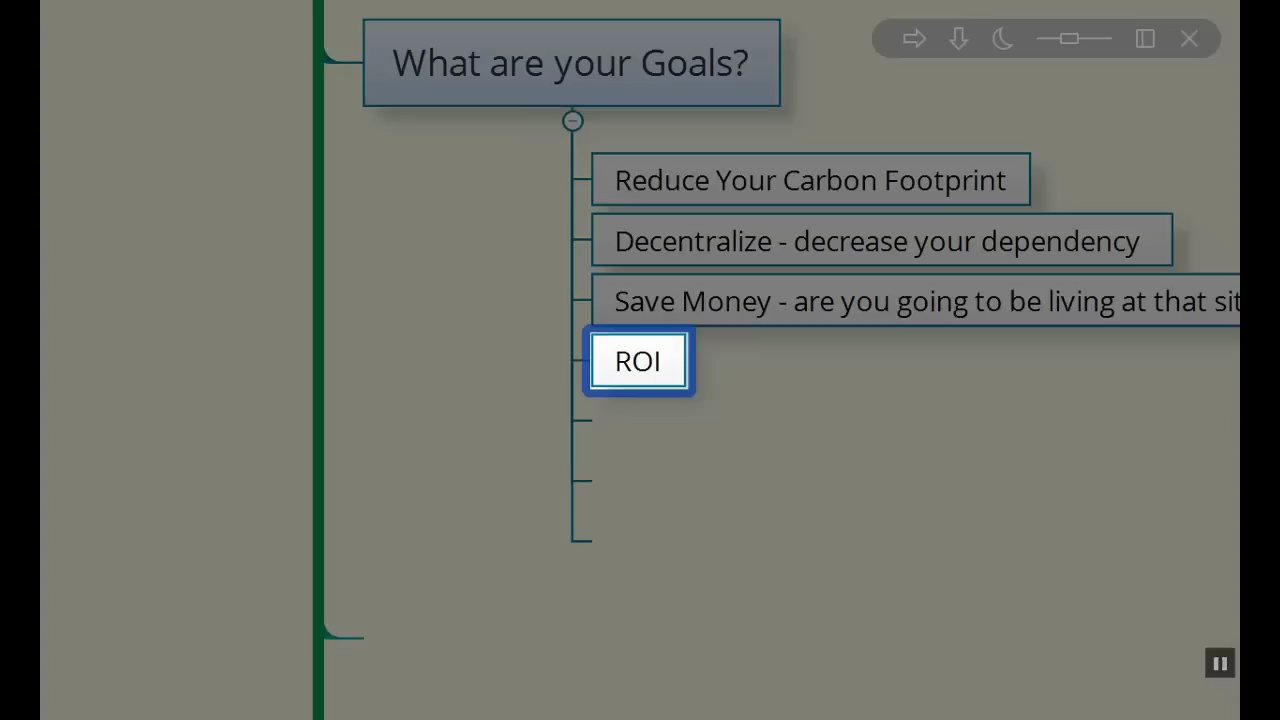 What are your Goals?
Reduce Your Carbon Footprint
Decentralize - decrease your dependency
Save Money - are you going to be living at that
ROI